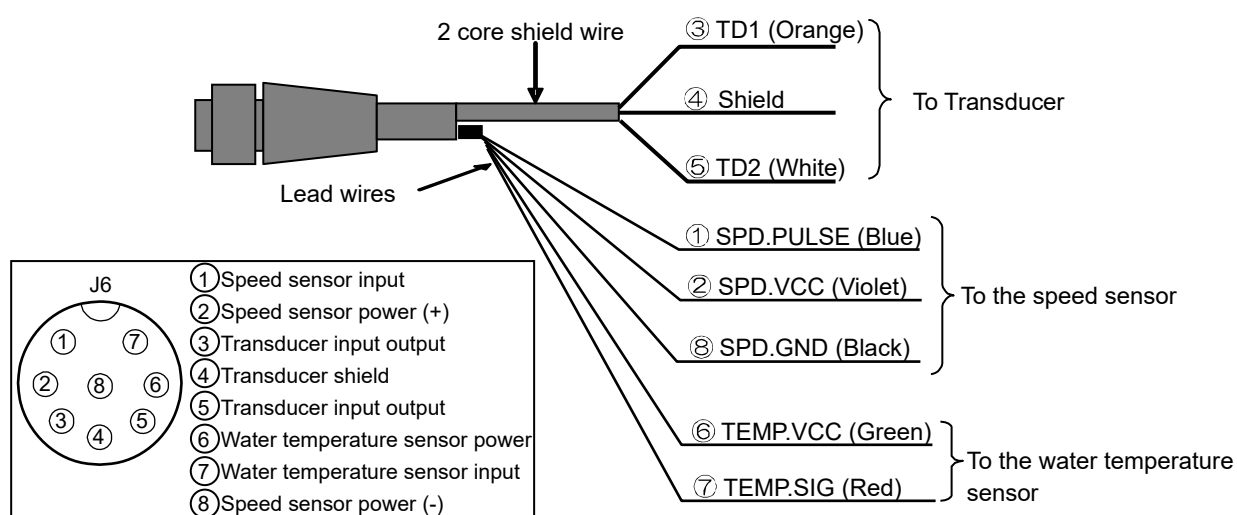 2 core shield wire
③ TD1 (Orange)
④ Shield
⑤ TD2 (White)
To Transducer
Lead wires
① SPD.PULSE (Blue)
② SPD.VCC (Violet)
⑧ SPD.GND (Black)
To the speed sensor
⑥ TEMP.VCC (Green)
⑦ TEMP.SIG (Red)
To the water temperature
sensor
J6
① ⑦
② ⑧ ⑥
③ ⑤
④
①Speed sensor input
②Speed sensor power (+)
③Transducer input output
④Transducer shield
⑤Transducer input output
⑥Water temperature sensor power
⑦Water temperature sensor input
⑧Speed sensor power (-)